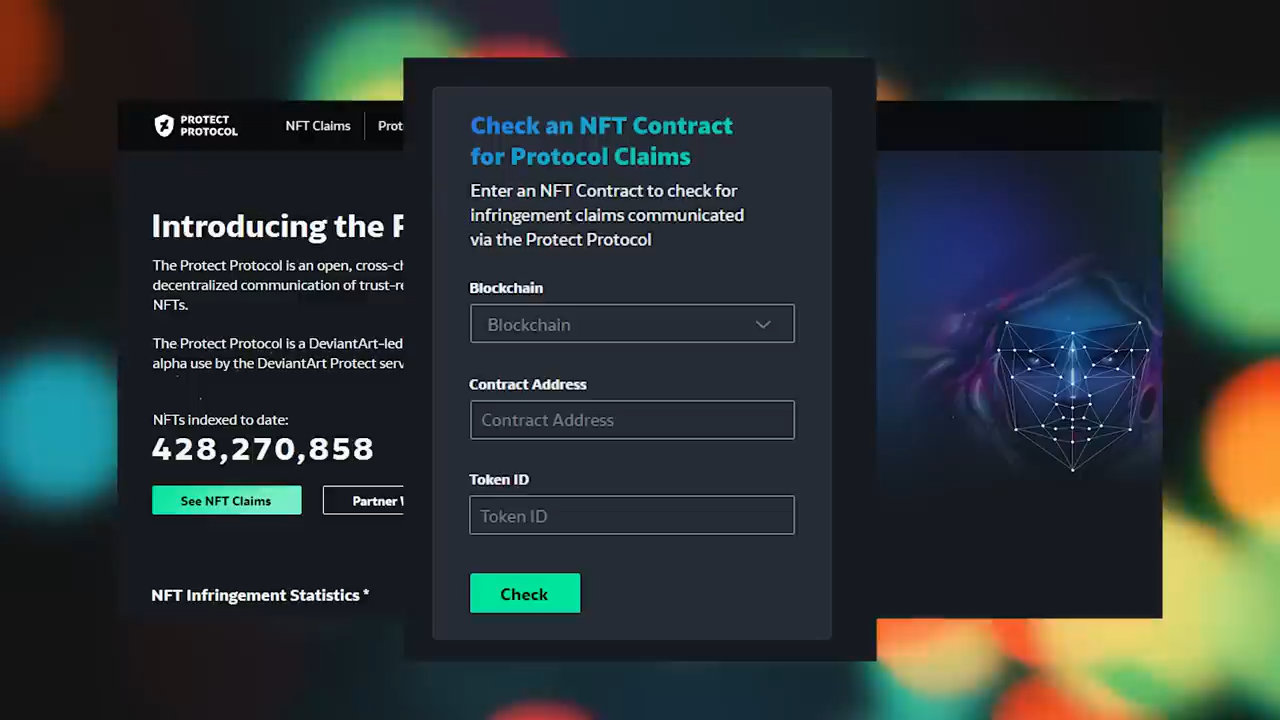 PROTECT
PROTOCOL
NFT Claims
Introducing the
The Protect Protocol is an open,
decentralized communication of
NFTs.
The Protect Protocol is a DeviantArt-led
alpha use by the DeviantArt Protect
NFTs indexed to date:
428,270,858
See NFT Claims
Partner
NFT Infringement Statistics *
Check an NFT Contract
for Protocol Claims
Enter an NFT Contract to check for
infringement claims communicated
via the Protect Protocol
Blockchain
Blockchain
Contract Address
Contract Address
Token ID
Token ID
Check